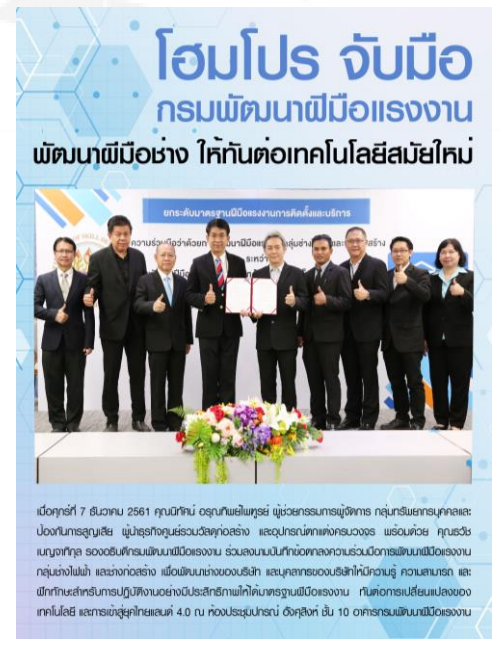 โฮมโปร จับมือ
กรมพัฒนาฝีมือแรงงาน
พัฒนาฝีมือช่าง ให้ทันต่อเทคโนโลยีสมัยใหม่
ยกระดับมาตรฐานฝีมือแรงงานการติดตั้งและบริการ
ความร่วมมือว่าด้วย
ระหว่
เมื่อศุกร์ที่ 7 ธันวาคม 2561 คุณนิทัศน์ อรุณทิพย์ไพฑูรย์ ผู้ช่วยกรรมการผู้จัดการ กลุ่มทรัพยากรบุคคลและ
ป้องกันการสูญเสีย ผู้นำธุรกิจศูนย์รวมวัสดุก่อสร้าง และอุปกรณ์ตกแต่งครบวงจร พร้อมด้วย คุณธวัช
เบญจาทิกุล รองอธิบดีกรมพัฒนาฝีมือแรงงาน ร่วมลงนามบันทึกข้อตกลงความร่วมมือการพัฒนาฝีมือแรงงาน
กลุ่มช่างไฟฟ้า และช่างก่อสร้าง เพื่อพัฒนาช่างของบริษัท และบุคลากรของบริษัทให้มีความรู้ ความสามารถ และ
ฝึกทักษะสำหรับการปฏิบัติงานอย่างมีประสิทธิภาพให้ได้มาตรฐานฝีมือแรงงาน ทันต่อการเปลี่ยนแปลงของ
เทคโนโลยี และการเข้าสู่ยุคไทยแลนด์ 4.0 ณ ห้องประชุมปกรณ์ อังศุสิงห์ ชั้น 10 อาคารกรมพัฒนาฝีมือแรงงาน